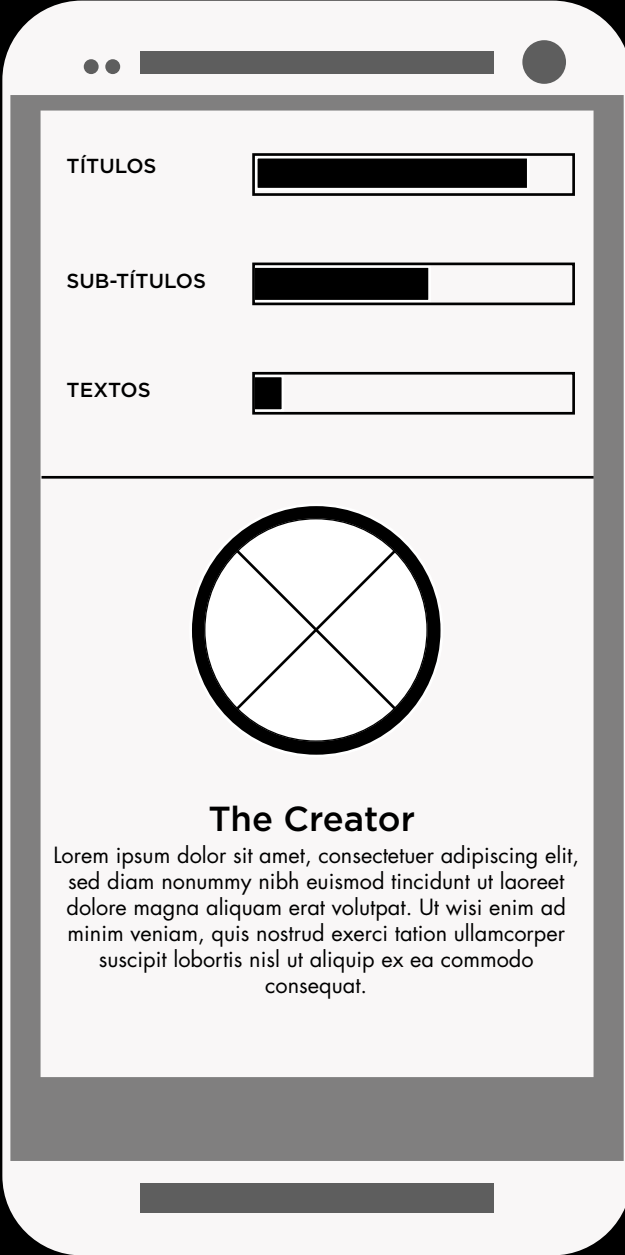 TÍTULOS
SUB-TÍTULOS
TEXTOS
The Creator
Lorem ipsum dolor sit amet, consectetuer adipiscing elit,
sed diam nonummy nibh euismod tincidunt ut laoreet
dolore magna aliquam erat volutpat. Ut wisi enim ad
minim veniam, quis nostrud exerci tation ullamcorper
suscipit lobortis nisl ut aliquip ex ea commodo
consequat.